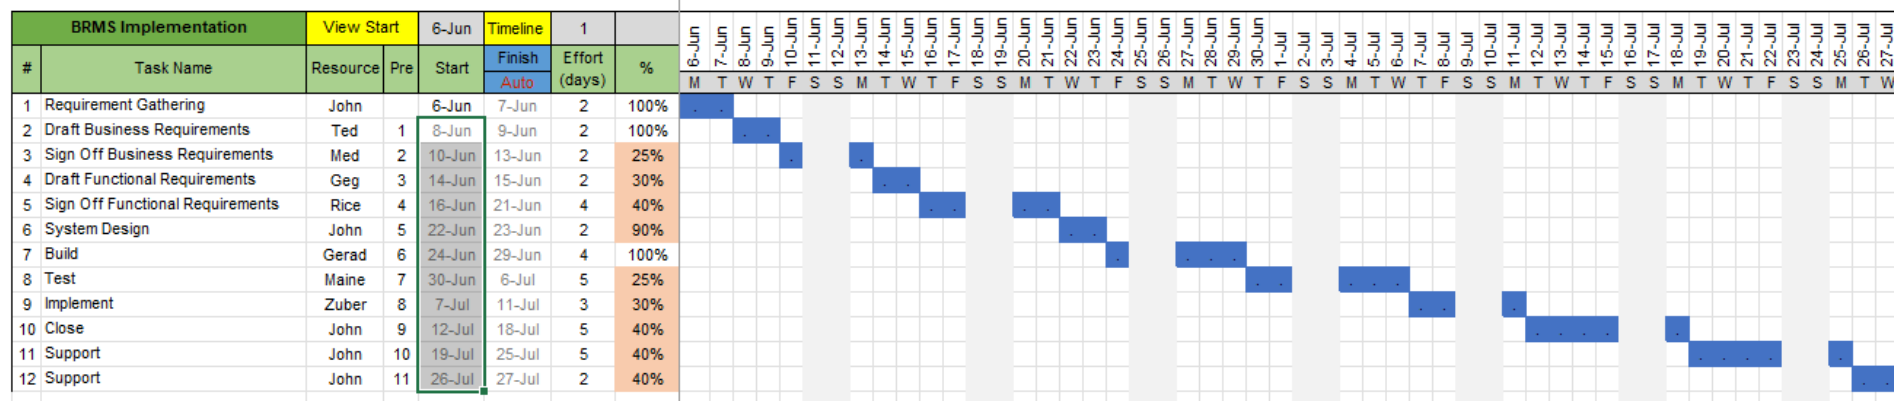 BRMS Implementation View Start 6-Jun Timeline 1
6-Jun 7-Jun 8-Jun 9-Jun 10-Jun 11-Jun 12-Jun 13-Jun 14-Jun 15-Jun 16-Jun 17-Jun 18-Jun 19-Jun 20-Jun 21-Jun 22-Jun 23-Jun 24-Jun 25-Jun 26-Jun 27-Jun 28-Jun 29-Jun 30-Jun 1-Jul 2-Jul 3-Jul 4-Jul 5-Jul 6-Jul 7-Jul 8-Jul 9-Jul 10-Jul 11-Jul 12-Jul 13-Jul 14-Jul 15-Jul 16-Jul 17-Jul 18-Jul 19-Jul 20-Jul 21-Jul 22-Jul 23-Jul 24-Jul 25-Jul 26-Jul 27-Jul
# Task Name Resource Pre Start Finish Effort %
Auto (days)
M T W T F S S M T W T F S S M T W T F S S M T W T F S S M T W T F S S M T W T F S S M T W T F S S M T W
1 Requirement Gathering John 6-Jun 7-Jun 2 100%
2 Draft Business Requirements Ted 1 8-Jun 9-Jun 2 100%
3 Sign Off Business Requirements Med 2 10-Jun 13-Jun 2 25%
4 Draft Functional Requirements Geg 3 14-Jun 15-Jun 2 30%
5 Sign Off Functional Requirements Rice 4 16-Jun 21-Jun 4 40%
6 System Design John 5 22-Jun 23-Jun 2 90%
7 Build Gerad 6 24-Jun 29-Jun 4 100%
8 Test Maine 7 30-Jun 6-Jul 5 25%
9 Implement Zuber 8 7-Jul 11-Jul 3 30%
10 Close John 9 12-Jul 18-Jul 5 40%
11 Support John 10 19-Jul 25-Jul 5 40%
12 Support John 11 26-Jul 27-Jul 2 40%